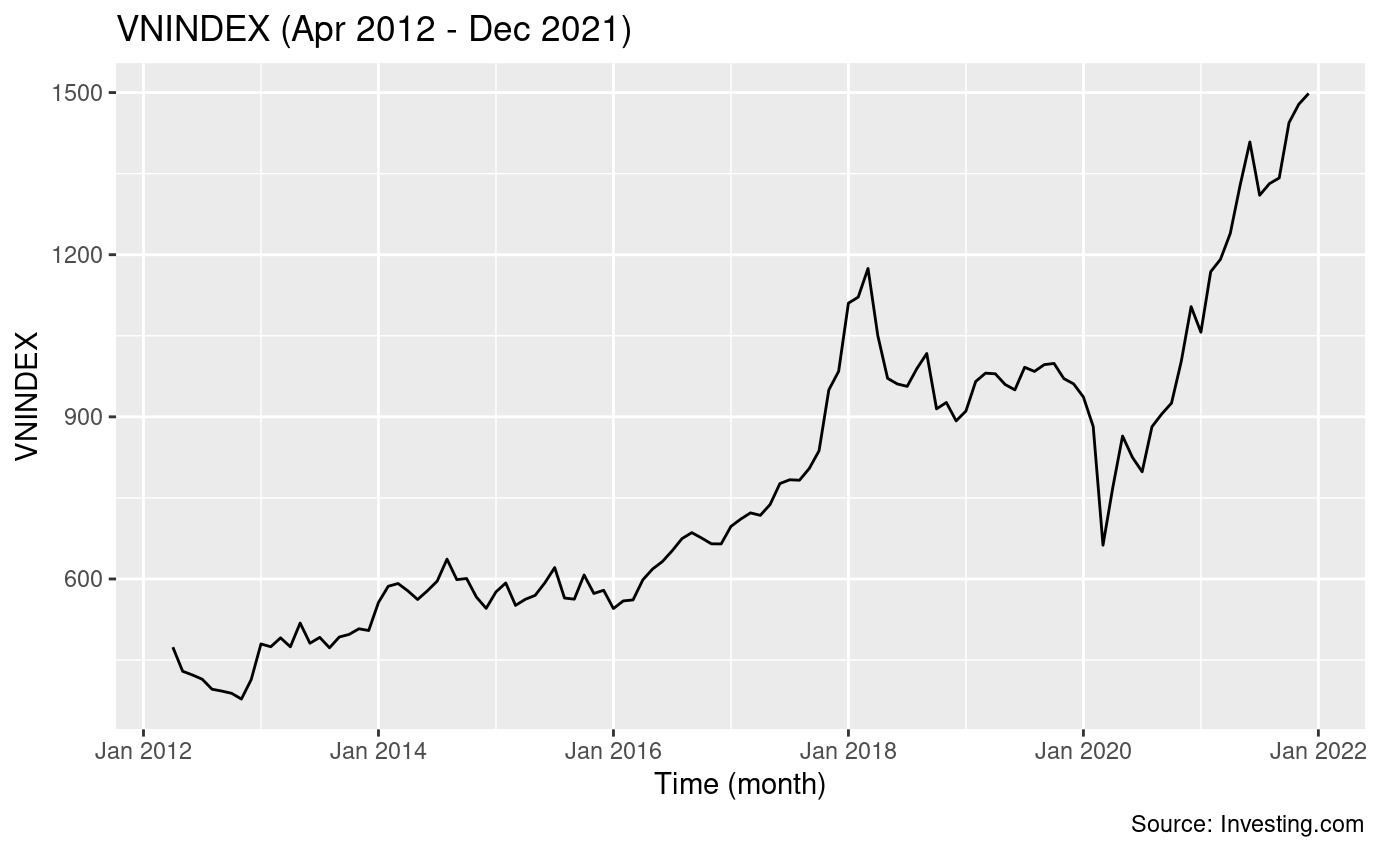 VNINDEX (Apr 2012 - Dec 2021)
VNINDEX
1500
1200
900
600
Jan 2012 Jan 2014 Jan 2016 Jan 2018 Jan 2020 Jan 2022
Time (month)
Source: Investing.com